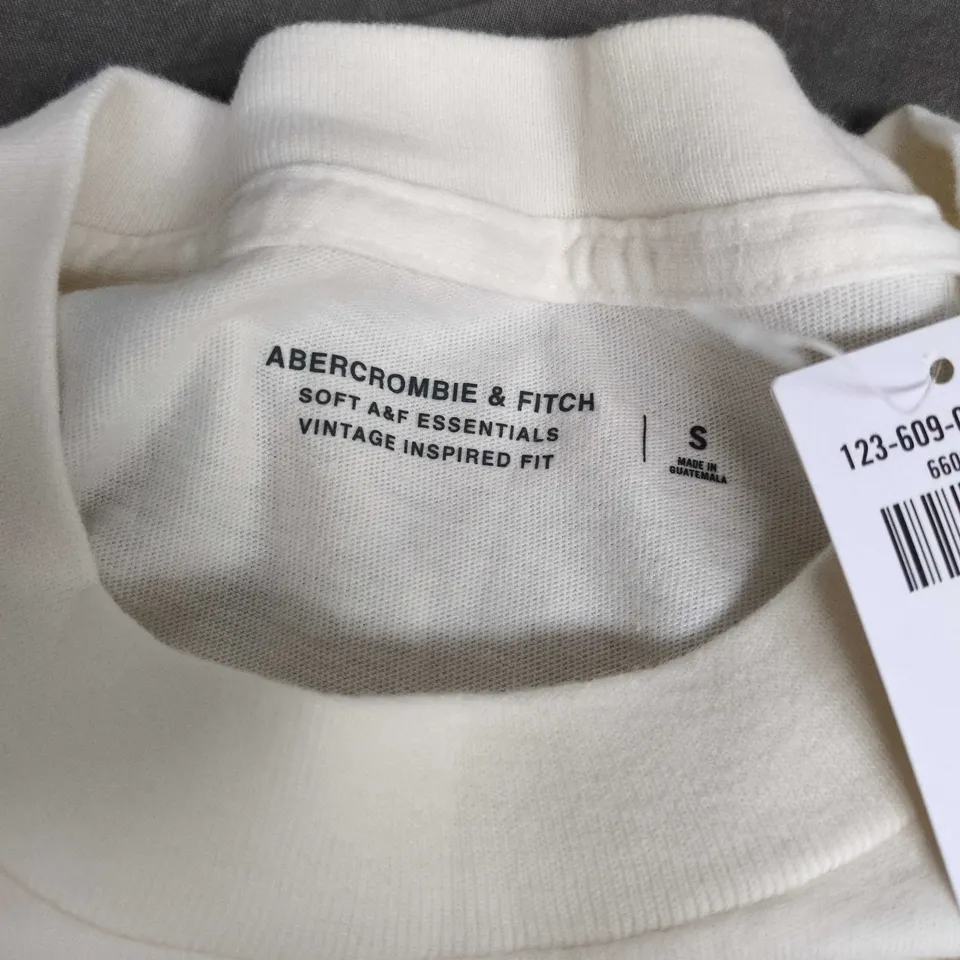 ABERCROMBIE & FITCH
SOFT A&F ESSENTIALS
VINTAGE INSPIRED FIT
S
MADE IN
GUATEMALA
123-609-
660